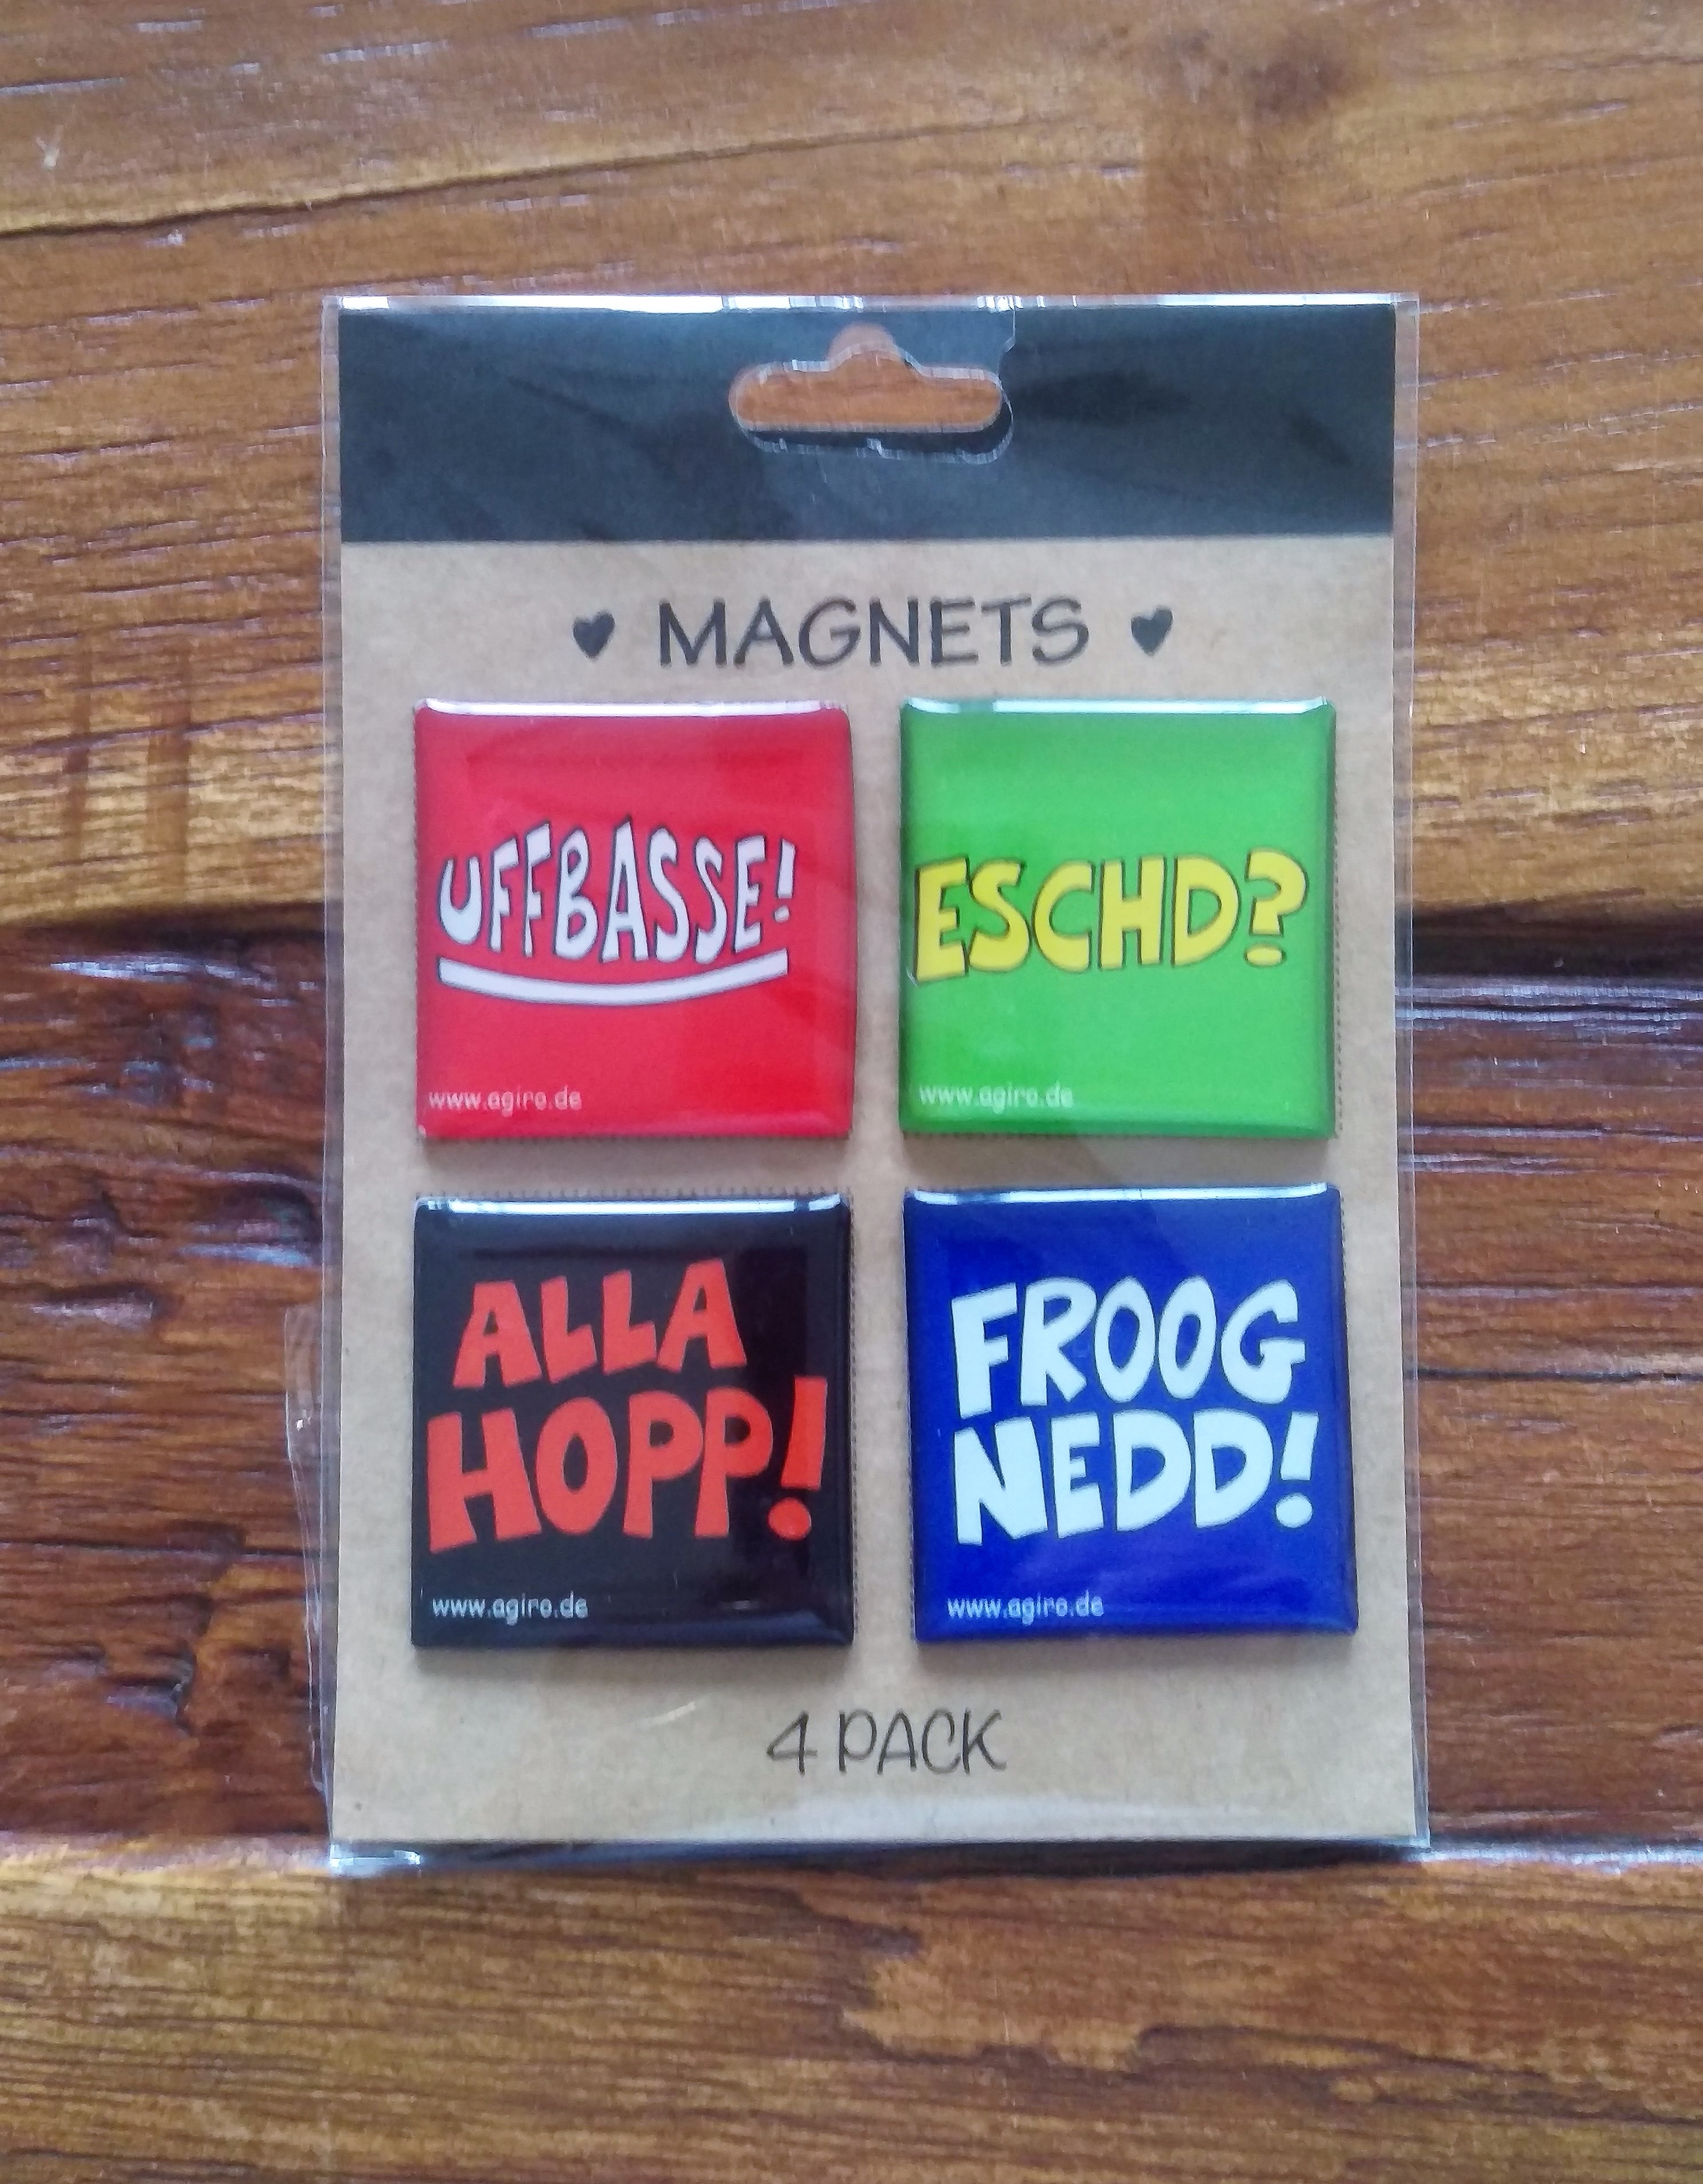 ♥ MAGNETS ♥
UFFBASSE!
www.agiro.de
ESCHD?
www.agiro.de
ALLA
HOPP!
www.agiro.de
FROOG
NEDD!
www.agiro.de
4 PACK